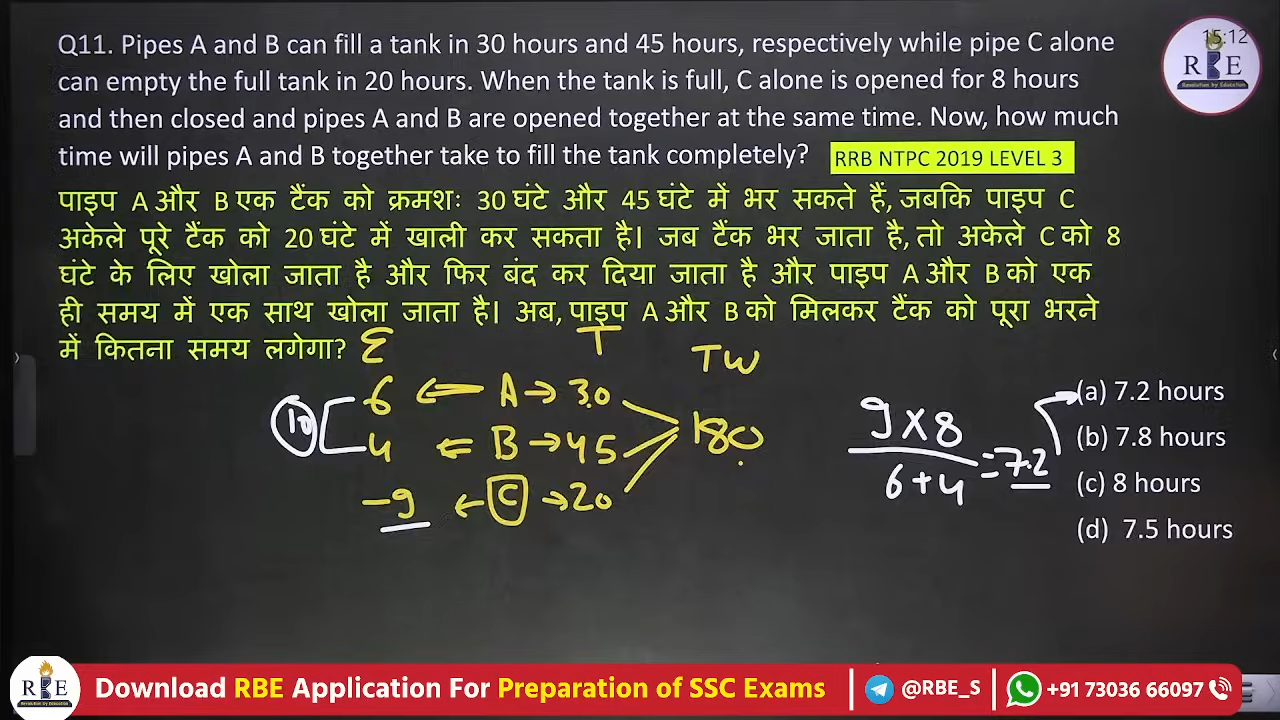 Q11. Pipes A and B can fill a tank in 30 hours and 45 hours, respectively while pipe C alone
can empty the full tank in 20 hours. When the tank is full, C alone is opened for 8 hours
and then closed and pipes A and B are opened together at the same time. Now, how much
time will pipes A and B together take to fill the tank completely? RRB NTPC 2019 LEVEL 3
15:12
RBE
Revolution by Education
पाइप A और B एक टैंक को क्रमशः 30 घंटे और 45 घंटे में भर सकते हैं, जबकि पाइप C
अकेले पूरे टैंक को 20 घंटे में खाली कर सकता है। जब टैंक भर जाता है, तो अकेले C को 8
घंटे के लिए खोला जाता है और फिर बंद कर दिया जाता है और पाइप A और B को एक
ही समय में एक साथ खोला जाता है। अब, पाइप A और B को मिलकर टैंक को पूरा भरने
में कितना समय लगेगा?
E T TW
10 6 ← A → 30
4 ← B → 45 180
-9 ← C → 20
9×8
6+4 =7.2
(a) 7.2 hours
(b) 7.8 hours
(c) 8 hours
(d) 7.5 hours
RBE
Download RBE Application For Preparation of SSC Exams @RBE_S +91 73036 66097